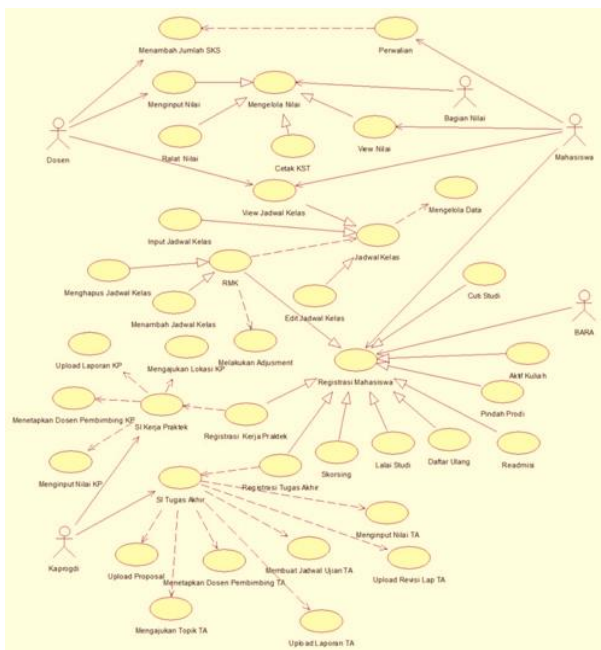 Menambah Jumlah SKS
Perwalian
Menginput Nilai
Mengelola Nilai
Bagian Nilai
Dosen
Mahasiswa
Ralat Nilai
View Nilai
Cetak KST
View Jadwal Kelas
Mengelola Data
Input Jadwal Kelas
Jadwal Kelas
Menghapus Jadwal Kelas
RMK
Menambah Jadwal Kelas
Edit Jadwal Kelas
Cuti Studi
BARA
Upload Laporan KP
Mengajukan Lokasi KP
Melakukan Adjusment
Aktif Kuliah
Registrasi Mahasiswa
Menetapkan Dosen Pembimbing KP
SI Kerja Praktek
Pindah Prodi
Registrasi Kerja Praktek
Menginput Nilai KP
Skorsing
Lalai Studi
Daftar Ulang
Readmisi
Registrasi Tugas Akhir
SI Tugas Akhir
Menginput Nilai TA
Kaprogdi
Upload Proposal
Menetapkan Dosen Pembimbing TA
Membuat Jadwal Ujian TA
Upload Revisi Lap TA
Mengajukan Topik TA
Upload Laporan TA